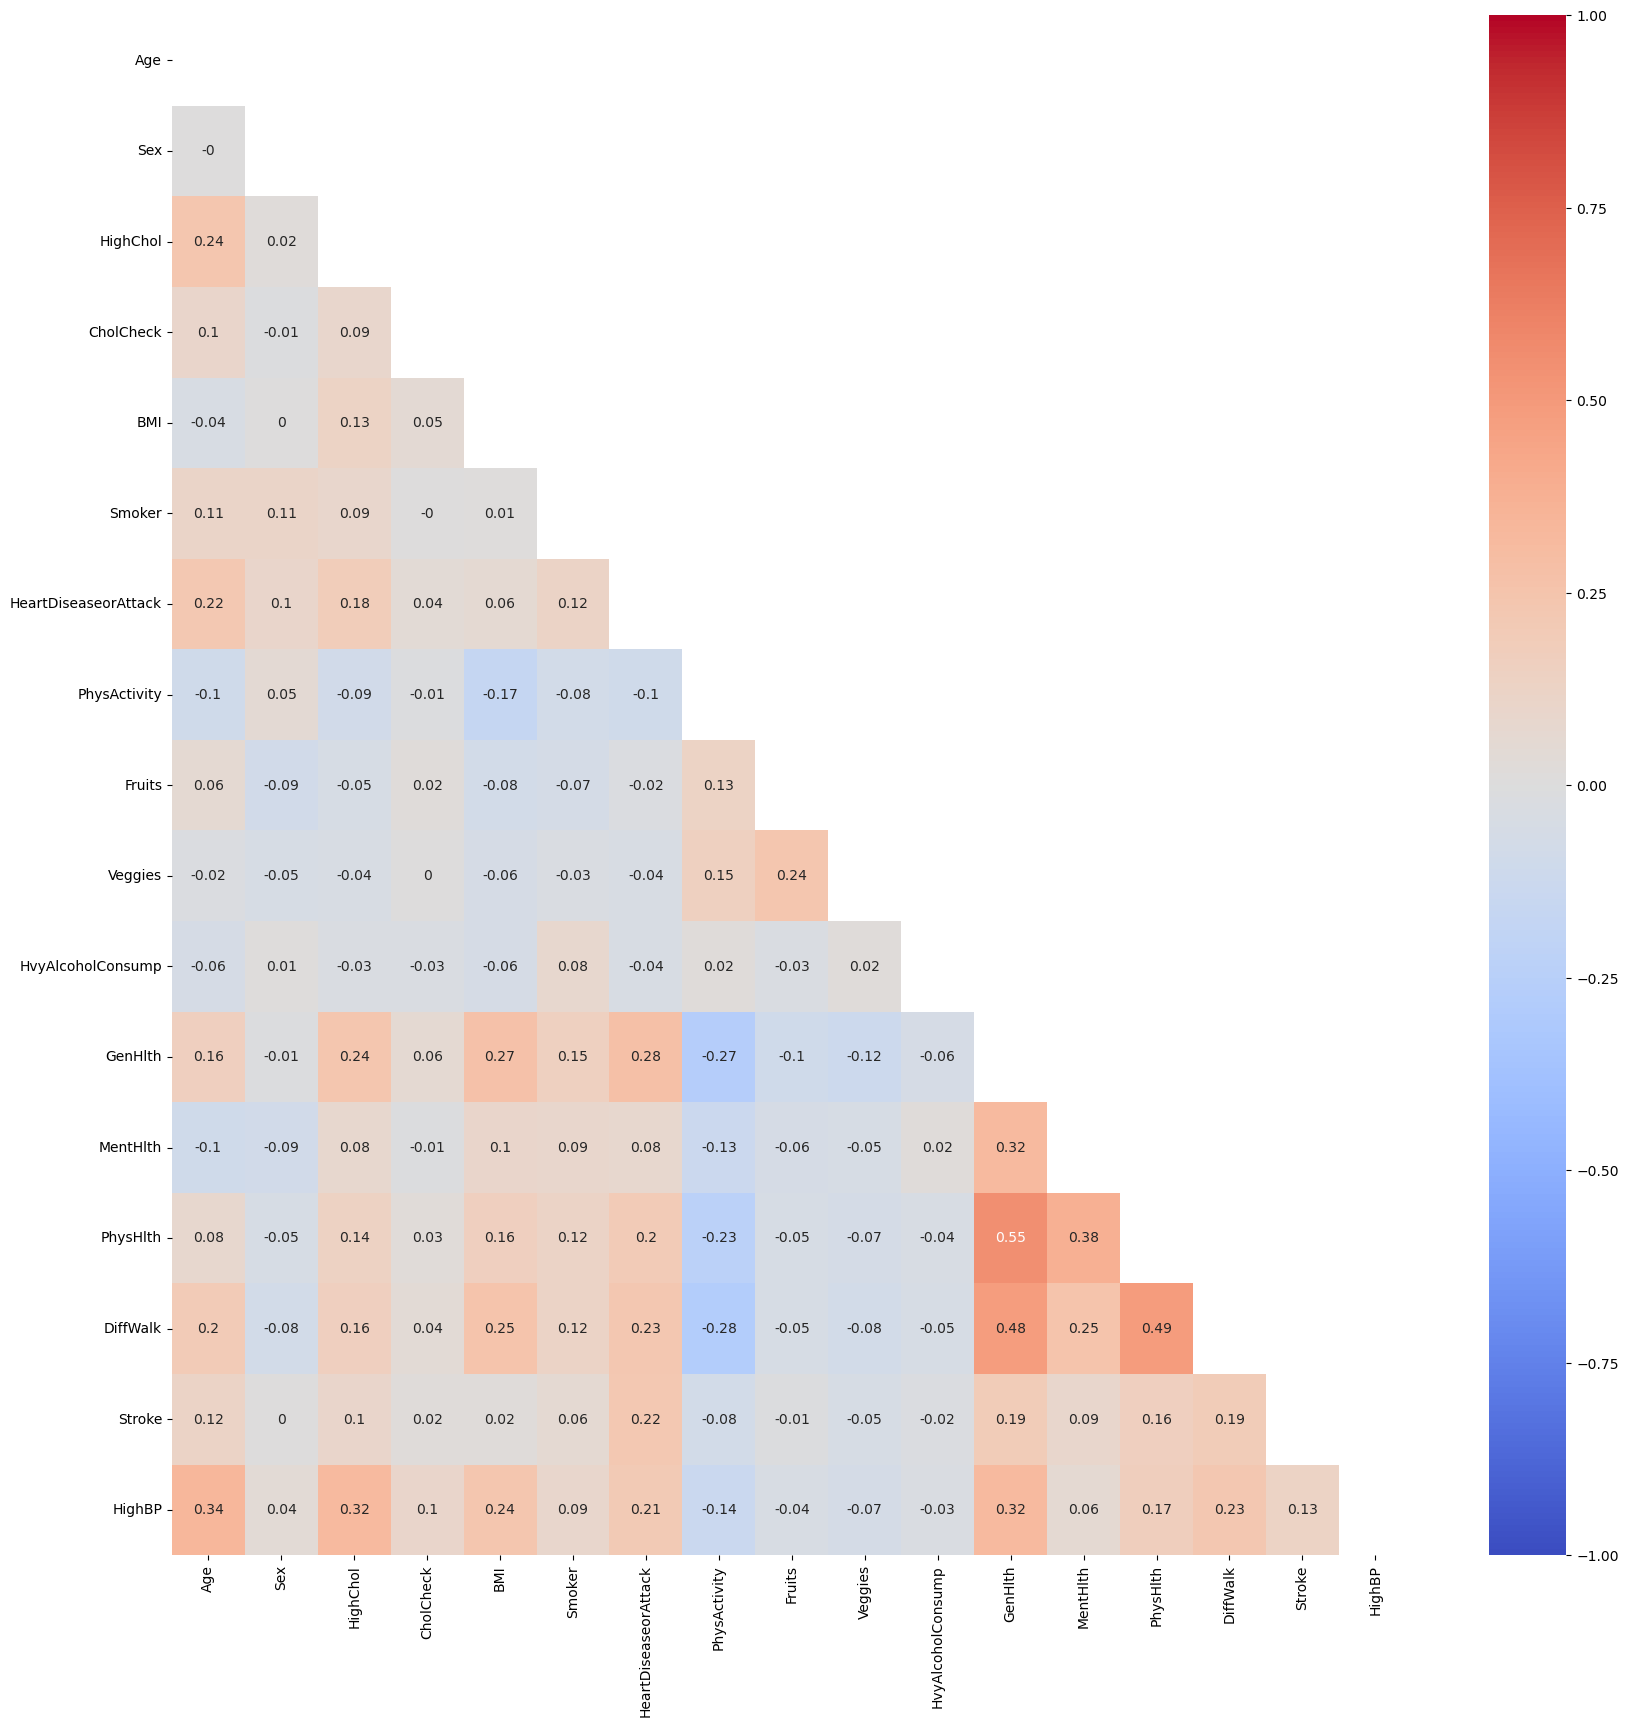 1.00
Age
Sex -0
0.75
HighChol 0.24 0.02
CholCheck 0.1 -0.01 0.09
0.50
BMI -0.04 0 0.13 0.05
Smoker 0.11 0.11 0.09 -0 0.01
0.25
HeartDiseaseorAttack 0.22 0.1 0.18 0.04 0.06 0.12
PhysActivity -0.1 0.05 -0.09 -0.01 -0.17 -0.08 -0.1
Fruits 0.06 -0.09 -0.05 0.02 -0.08 -0.07 -0.02 0.13
0.00
Veggies -0.02 -0.05 -0.04 0 -0.06 -0.03 -0.04 0.15 0.24
HvyAlcoholConsump -0.06 0.01 -0.03 -0.03 -0.06 0.08 -0.04 0.02 -0.03 0.02
−0.25
GenHlth 0.16 -0.01 0.24 0.06 0.27 0.15 0.28 -0.27 -0.1 -0.12 -0.06
MentHlth -0.1 -0.09 0.08 -0.01 0.1 0.09 0.08 -0.13 -0.06 -0.05 0.02 0.32
−0.50
PhysHlth 0.08 -0.05 0.14 0.03 0.16 0.12 0.2 -0.23 -0.05 -0.07 -0.04 0.55 0.38
DiffWalk 0.2 -0.08 0.16 0.04 0.25 0.12 0.23 -0.28 -0.05 -0.08 -0.05 0.48 0.25 0.49
−0.75
Stroke 0.12 0 0.1 0.02 0.02 0.06 0.22 -0.08 -0.01 -0.05 -0.02 0.19 0.09 0.16 0.19
HighBP 0.34 0.04 0.32 0.1 0.24 0.09 0.21 -0.14 -0.04 -0.07 -0.03 0.32 0.06 0.17 0.23 0.13
−1.00
Age
Sex
HighChol
CholCheck
BMI
Smoker
HeartDiseaseorAttack
PhysActivity
Fruits
Veggies
HvyAlcoholConsump
GenHlth
MentHlth
PhysHlth
DiffWalk
Stroke
HighBP